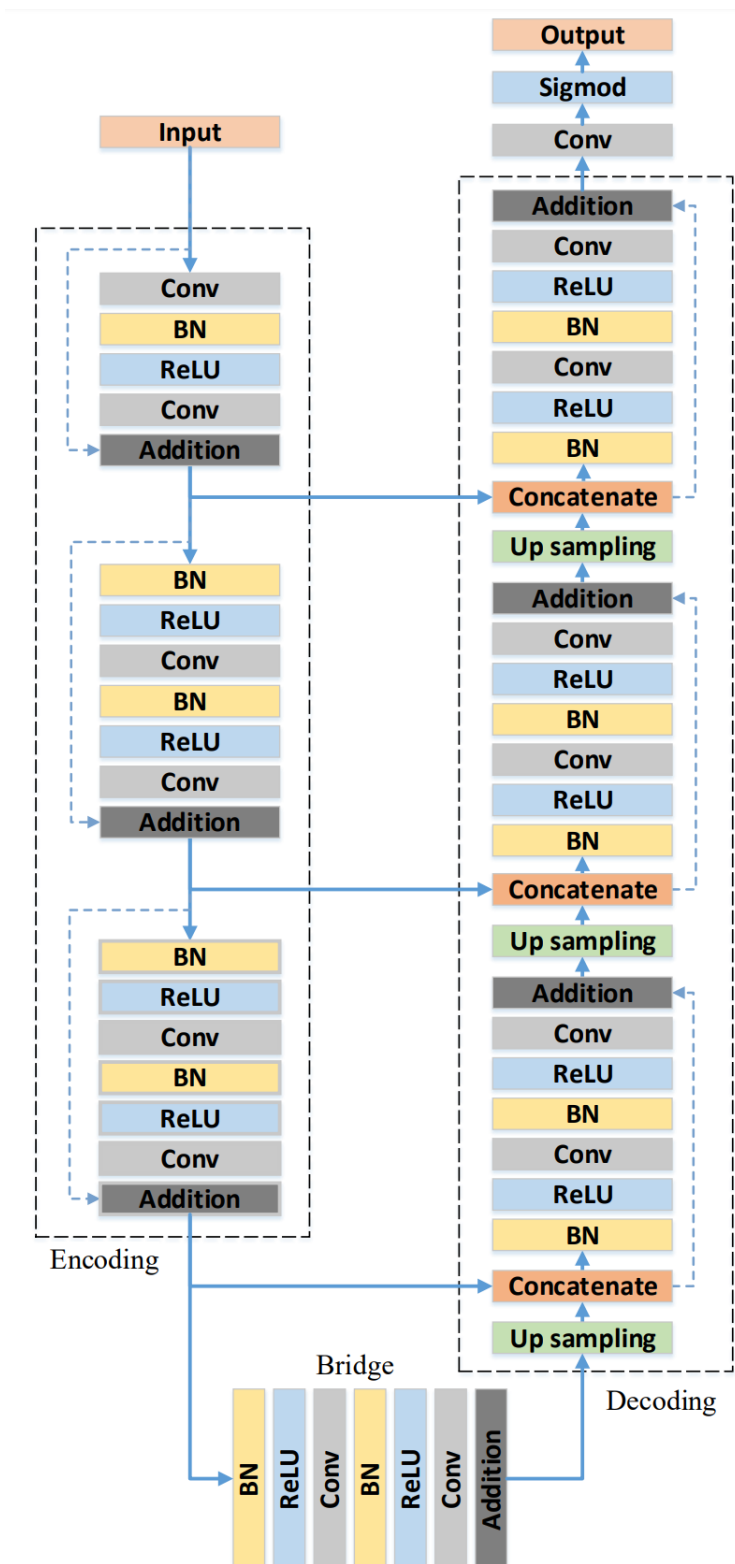 Input
Conv
BN
ReLU
Conv
Addition
BN
ReLU
Conv
BN
ReLU
Conv
Addition
BN
ReLU
Conv
BN
ReLU
Conv
Addition
Encoding
Bridge
BN
ReLU
Conv
BN
ReLU
Conv
Addition
Output
Sigmod
Conv
Addition
Conv
ReLU
BN
Conv
ReLU
BN
Concatenate
Up sampling
Addition
Conv
ReLU
BN
Conv
ReLU
BN
Concatenate
Up sampling
Addition
Conv
ReLU
BN
Conv
ReLU
BN
Concatenate
Up sampling
Decoding